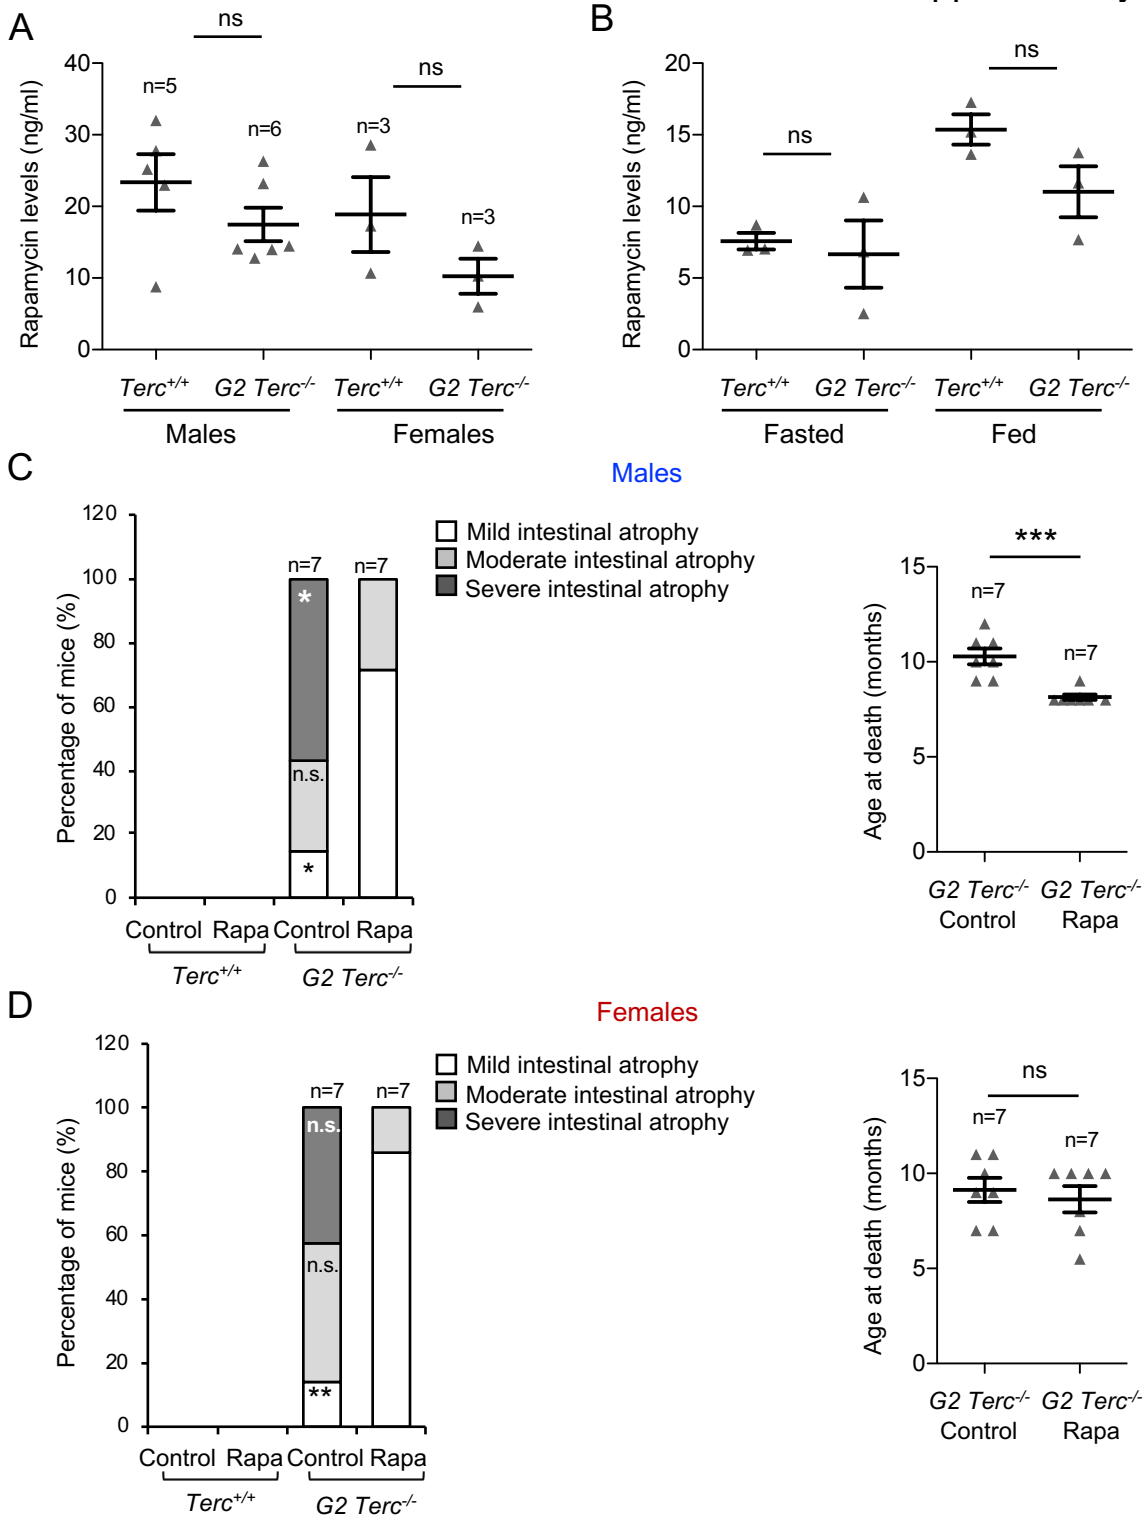 A
B
ns
ns
ns
ns
40
30
20
10
0
Rapamycin levels (ng/ml)
n=5
n=6
n=3
n=3
Terc+/+
G2 Terc-/-
Terc+/+
G2 Terc-/-
Males
Females
20
15
10
5
0
Rapamycin levels (ng/ml)
Terc+/+
G2 Terc-/-
Terc+/+
G2 Terc-/-
Fasted
Fed
C
Males
120
100
80
60
40
20
0
Percentage of mice (%)
n=7
n=7
*
n.s.
*
Control
Rapa
Control
Rapa
Terc+/+
G2 Terc-/-
Mild intestinal atrophy
Moderate intestinal atrophy
Severe intestinal atrophy
***
15
10
5
0
Age at death (months)
n=7
n=7
G2 Terc-/-
Control
G2 Terc-/-
Rapa
D
Females
120
100
80
60
40
20
0
Percentage of mice (%)
n=7
n=7
n.s.
n.s.
**
Control
Rapa
Control
Rapa
Terc+/+
G2 Terc-/-
Mild intestinal atrophy
Moderate intestinal atrophy
Severe intestinal atrophy
ns
15
10
5
0
Age at death (months)
n=7
n=7
G2 Terc-/-
Control
G2 Terc-/-
Rapa